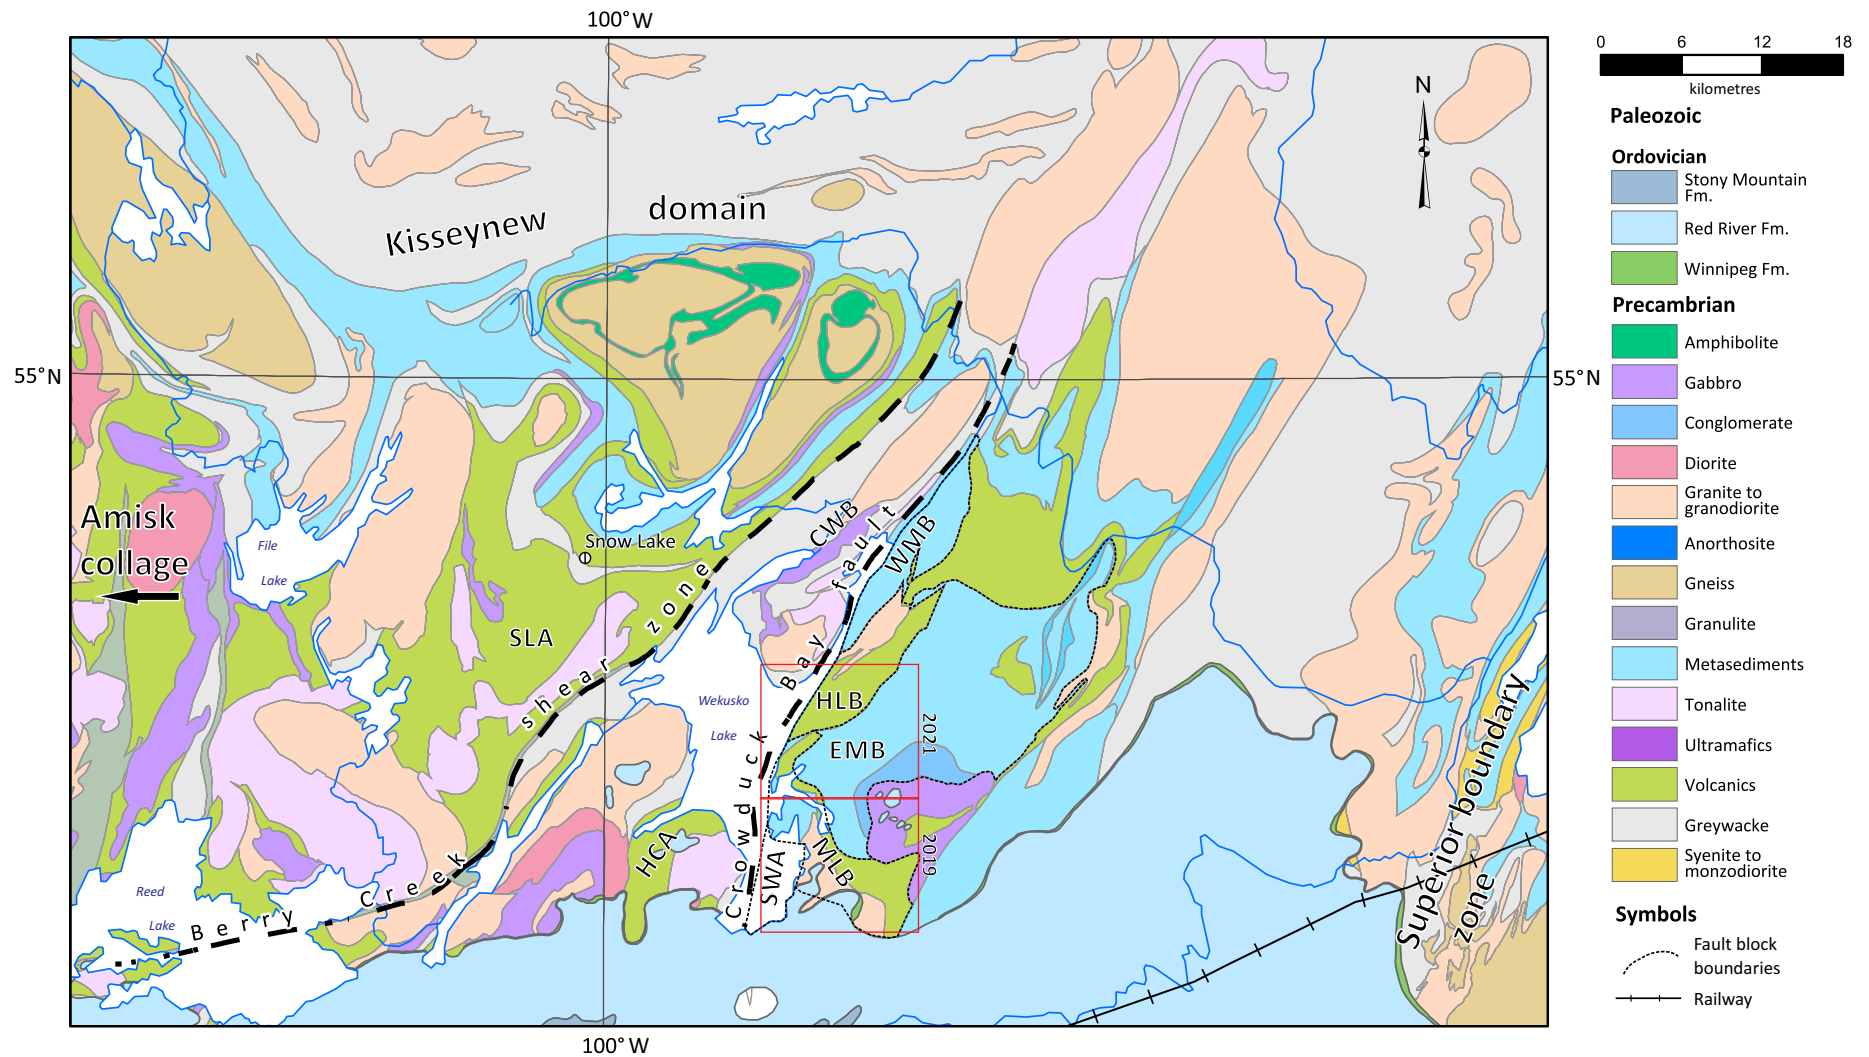 100°W
0 6 12 18
kilometres
N
Paleozoic
Ordovician
Stony Mountain
Fm.
Red River Fm.
Winnipeg Fm.
Precambrian
Amphibolite
Gabbro
Conglomerate
Diorite
Granite to
granodiorite
Anorthosite
Gneiss
Granulite
Metasediments
Tonalite
Ultramafics
Volcanics
Greywacke
Syenite to
monzodiorite
Symbols
Fault block
boundaries
Railway
Kisseynew domain
55°N
55°N
Amisk
collage
File
Lake
Snow Lake
CWB
WMB
SLA
HLB
EMB
Wekusko
Lake
2021
2019
HCA
SWA
MLB
Crowduck Bay fault
Berry Creek shear zone
Reed
Lake
Superior boundary
zone
100°W